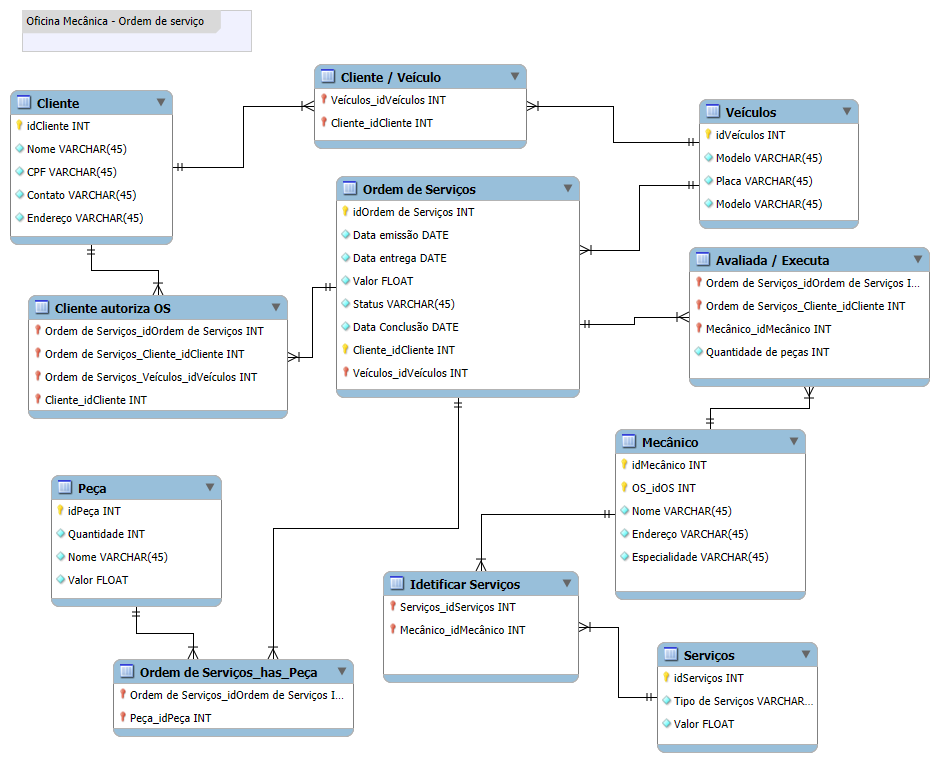 Oficina Mecânica - Ordem de serviço
Cliente
idCliente INT
Nome VARCHAR(45)
CPF VARCHAR(45)
Contato VARCHAR(45)
Endereço VARCHAR(45)
Cliente / Veículo
Veículos_idVeículos INT
Cliente_idCliente INT
Veículos
idVeículos INT
Modelo VARCHAR(45)
Placa VARCHAR(45)
Modelo VARCHAR(45)
Ordem de Serviços
idOrdem de Serviços INT
Data emissão DATE
Data entrega DATE
Valor FLOAT
Status VARCHAR(45)
Data Conclusão DATE
Cliente_idCliente INT
Veículos_idVeículos INT
Avaliada / Executa
Ordem de Serviços_idOrdem de Serviços I...
Ordem de Serviços_Cliente_idCliente INT
Mecânico_idMecânico INT
Quantidade de peças INT
Cliente autoriza OS
Ordem de Serviços_idOrdem de Serviços INT
Ordem de Serviços_Cliente_idCliente INT
Ordem de Serviços_Veículos_idVeículos INT
Cliente_idCliente INT
Mecânico
idMecânico INT
OS_idOS INT
Nome VARCHAR(45)
Endereço VARCHAR(45)
Especialidade VARCHAR(45)
Peça
idPeça INT
Quantidade INT
Nome VARCHAR(45)
Valor FLOAT
Idetificar Serviços
Serviços_idServiços INT
Mecânico_idMecânico INT
Serviços
idServiços INT
Tipo de Serviços VARCHAR...
Valor FLOAT
Ordem de Serviços_has_Peça
Ordem de Serviços_idOrdem de Serviços I...
Peça_idPeça INT